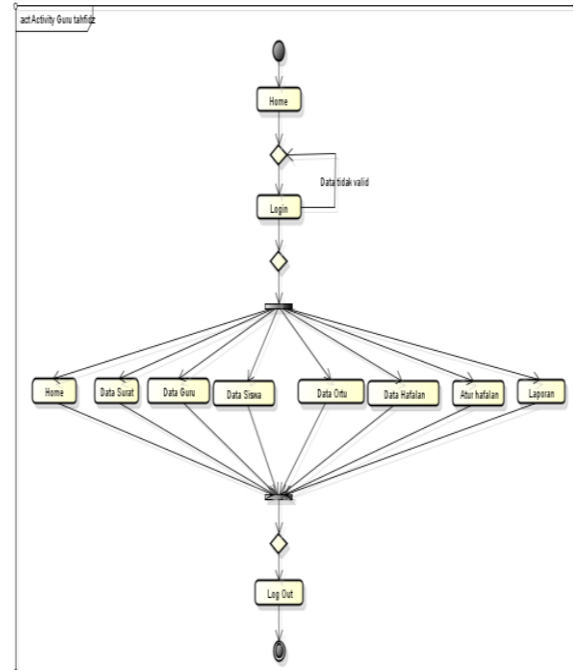 act Activity Guru tahfidz
Home
Data tidak valid
Login
Home
Data Surat
Data Guru
Data Siswa
Data Ortu
Data Hafalan
Atur hafalan
Laporan
Log Out